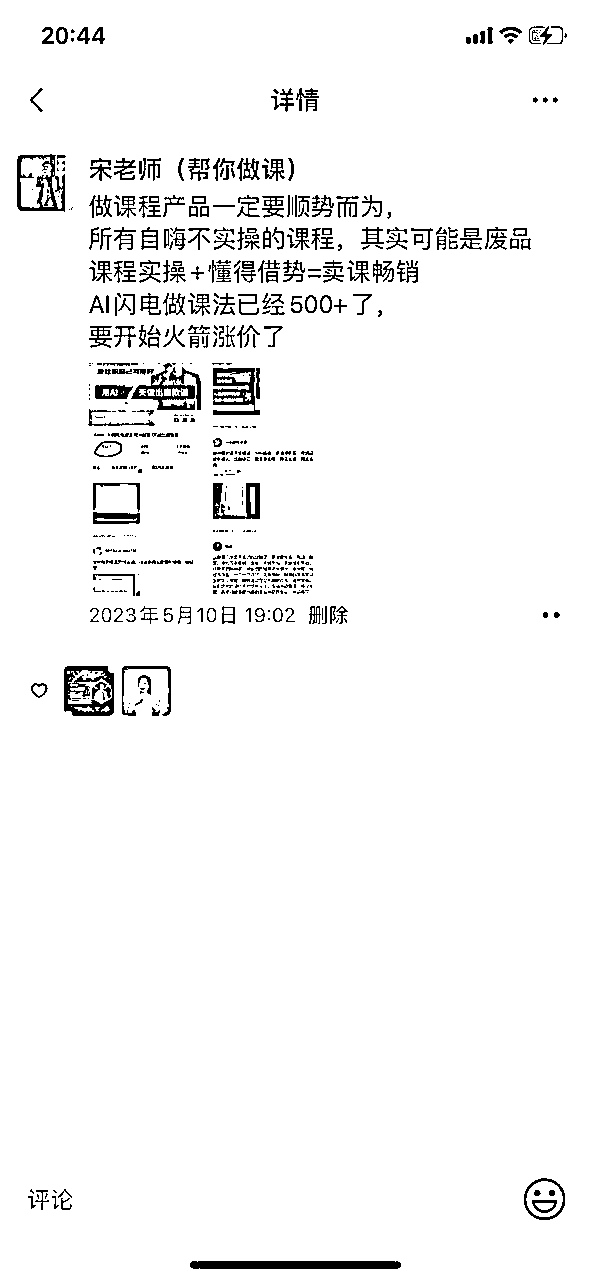 20:44
详情
宋老师（帮你做课）
做课程产品一定要顺势而为，
所有自嗨不实操的课程，其实可能是废品
课程实操+懂得借势=卖课畅销
AI闪电做课法已经500+了，
要开始火箭涨价了
2023年5月10日 19:02 删除
评论